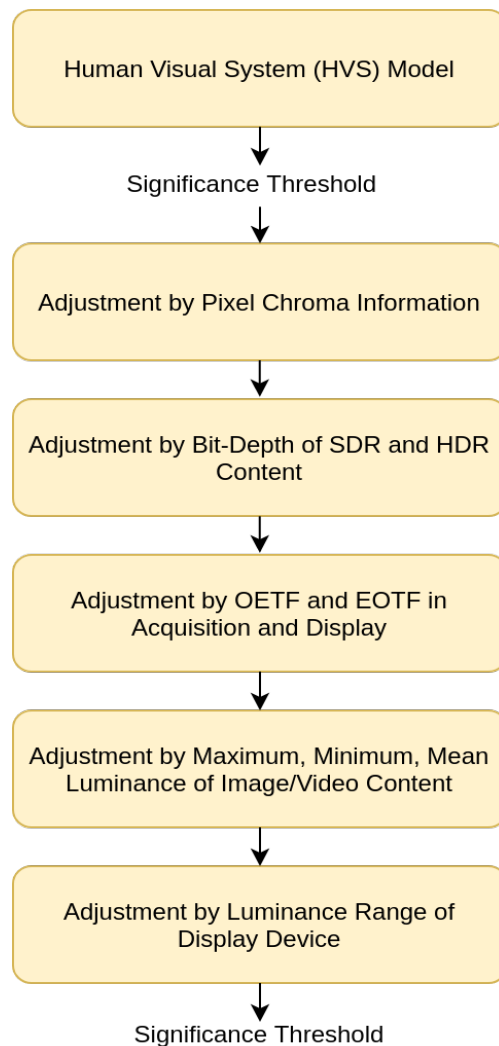 Human Visual System (HVS) Model
Significance Threshold
Adjustment by Pixel Chroma Information
Adjustment by Bit-Depth of SDR and HDR
Content
Adjustment by OETF and EOTF in
Acquisition and Display
Adjustment by Maximum, Minimum, Mean
Luminance of Image/Video Content
Adjustment by Luminance Range of
Display Device
Significance Threshold